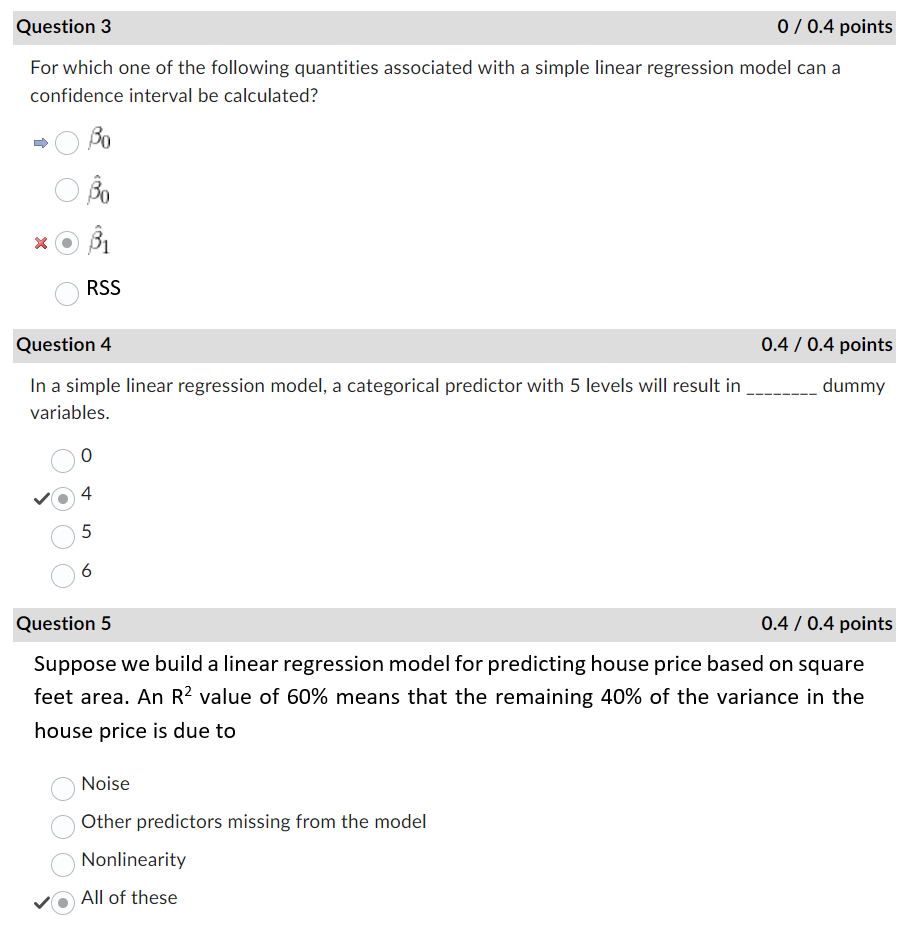 Question 3 0 / 0.4 points
For which one of the following quantities associated with a simple linear regression model can a
confidence interval be calculated?
β0
β̂0
β̂1
RSS
Question 4 0.4 / 0.4 points
In a simple linear regression model, a categorical predictor with 5 levels will result in ________ dummy
variables.
0
4
5
6
Question 5 0.4 / 0.4 points
Suppose we build a linear regression model for predicting house price based on square
feet area. An R² value of 60% means that the remaining 40% of the variance in the
house price is due to
Noise
Other predictors missing from the model
Nonlinearity
All of these